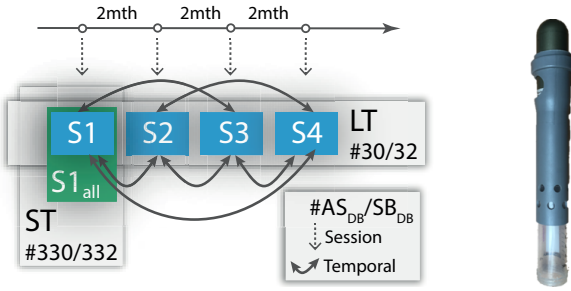 2mth 2mth 2mth
S1 S2 S3 S4
LT
#30/32
S1all
ST
#330/332
#ASDB/SBDB
Session
Temporal